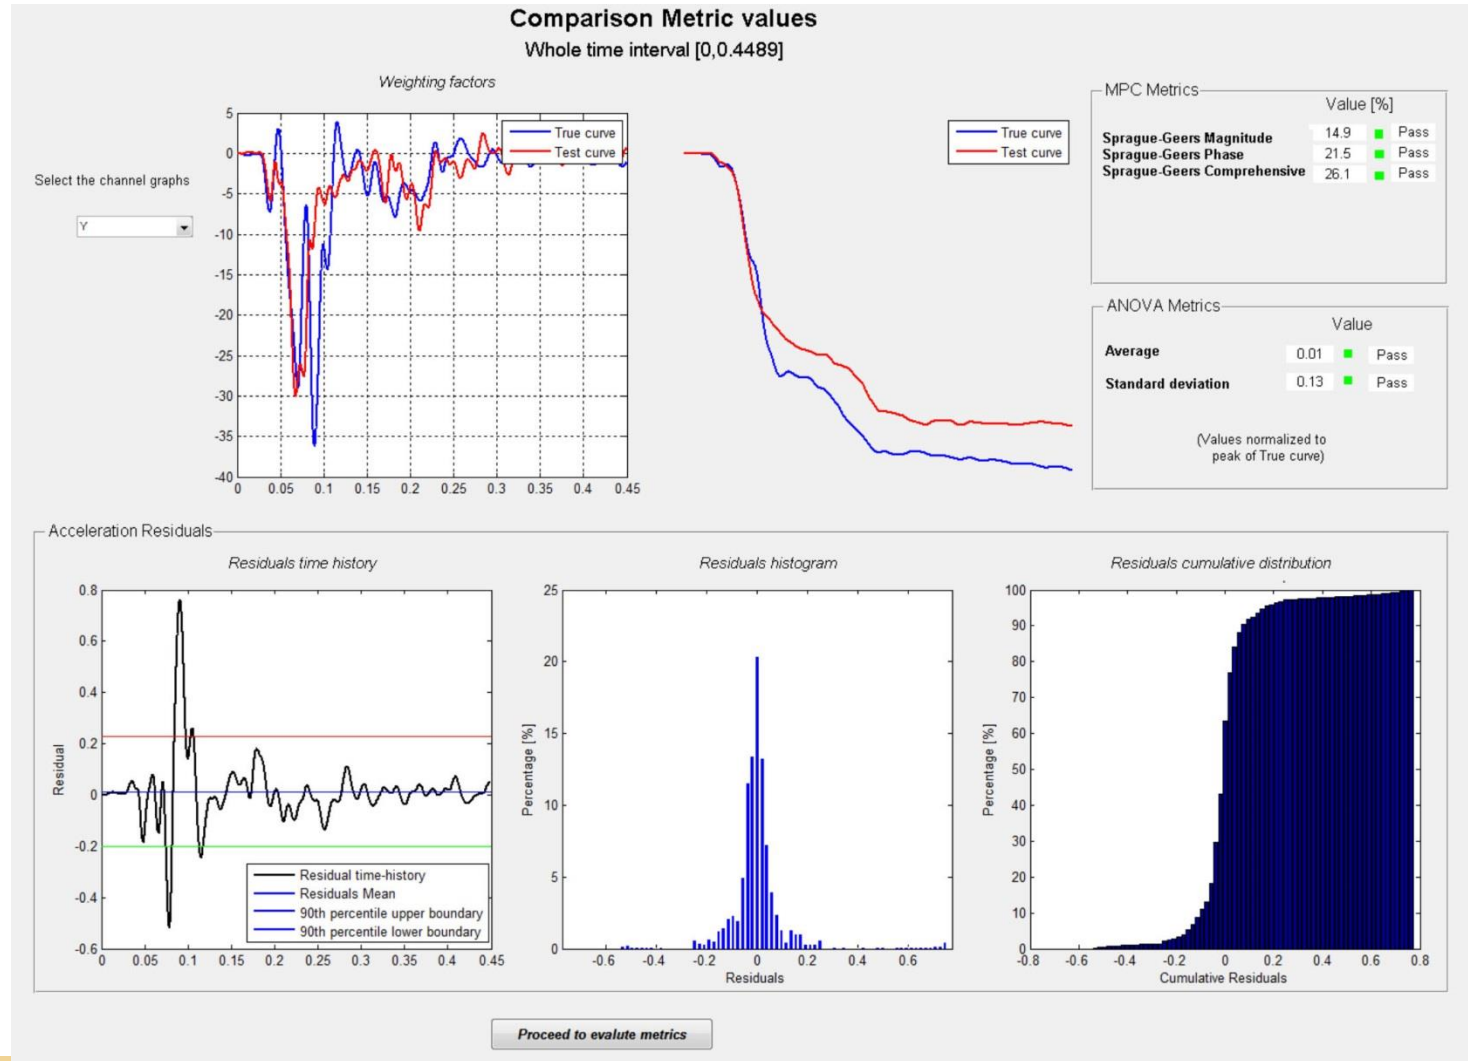 Comparison Metric values
Whole time interval [0,0.4489]
Weighting factors
Select the channel graphs
Y
5
0
-5
-10
-15
-20
-25
-30
-35
-40
0 0.05 0.1 0.15 0.2 0.25 0.3 0.35 0.4 0.45
True curve
Test curve
True curve
Test curve
MPC Metrics
Value [%]
Sprague-Geers Magnitude 14.9 Pass
Sprague-Geers Phase 21.5 Pass
Sprague-Geers Comprehensive 26.1 Pass
ANOVA Metrics
Value
Average 0.01 Pass
Standard deviation 0.13 Pass
(Values normalized to
peak of True curve)
Acceleration Residuals
Residuals time history
Residual
0.8
0.6
0.4
0.2
0
-0.2
-0.4
-0.6
0 0.05 0.1 0.15 0.2 0.25 0.3 0.35 0.4 0.45
Residual time-history
Residuals Mean
90th percentile upper boundary
90th percentile lower boundary
Residuals histogram
Percentage [%]
25
20
15
10
5
0
-0.6 -0.4 -0.2 0 0.2 0.4 0.6
Residuals
Residuals cumulative distribution
Percentage [%]
100
90
80
70
60
50
40
30
20
10
0
-0.8 -0.6 -0.4 -0.2 0 0.2 0.4 0.6 0.8
Cumulative Residuals
Proceed to evalute metrics